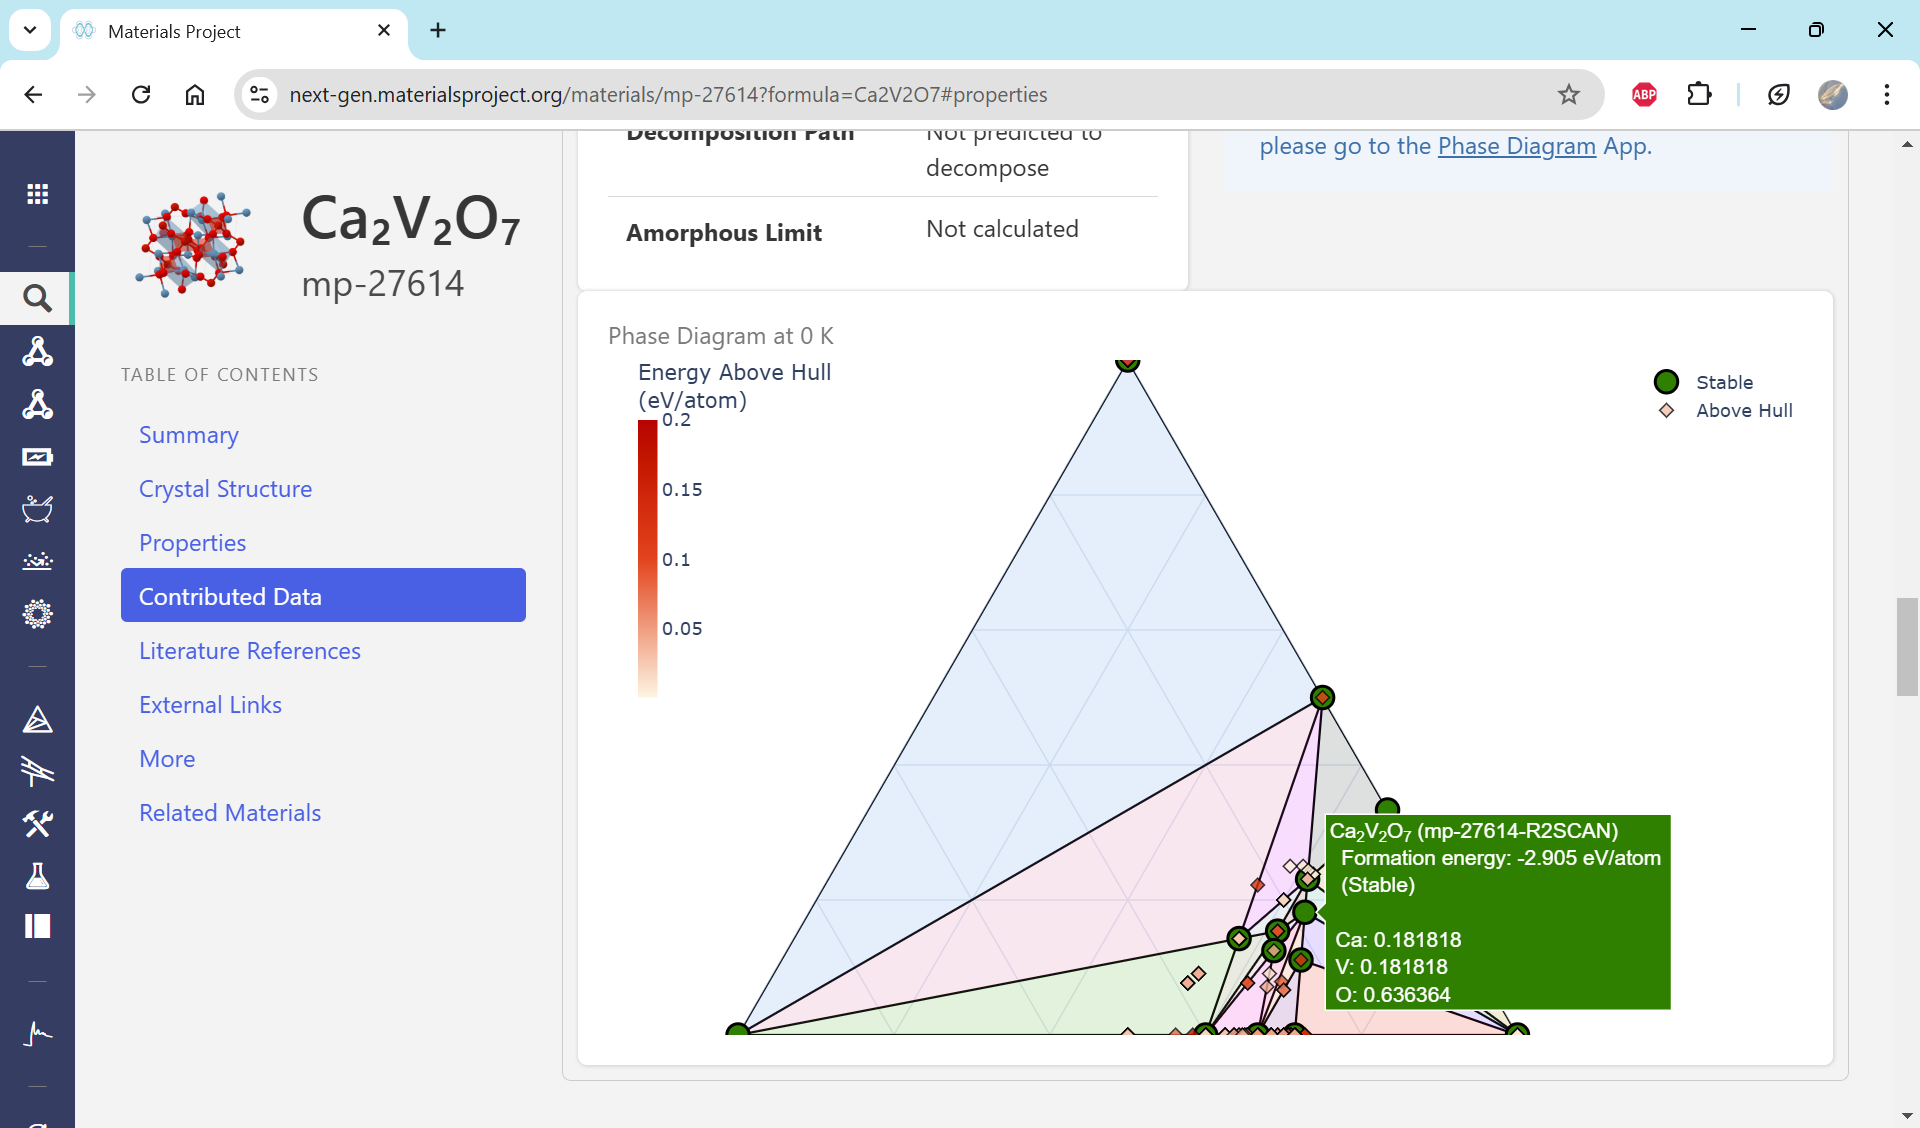 Materials Project
next-gen.materialsproject.org/materials/mp-27614?formula=Ca2V2O7#properties
ABP
Ca₂V₂O₇
mp-27614
TABLE OF CONTENTS
Summary
Crystal Structure
Properties
Contributed Data
Literature References
External Links
More
Related Materials
Decomposition Path
Not predicted to
decompose
Amorphous Limit
Not calculated
please go to the Phase Diagram App.
Phase Diagram at 0 K
Energy Above Hull
(eV/atom)
0.2
0.15
0.1
0.05
Stable
Above Hull
Ca₂V₂O₇ (mp-27614-R2SCAN)
Formation energy: -2.905 eV/atom
(Stable)
Ca: 0.181818
V: 0.181818
O: 0.636364